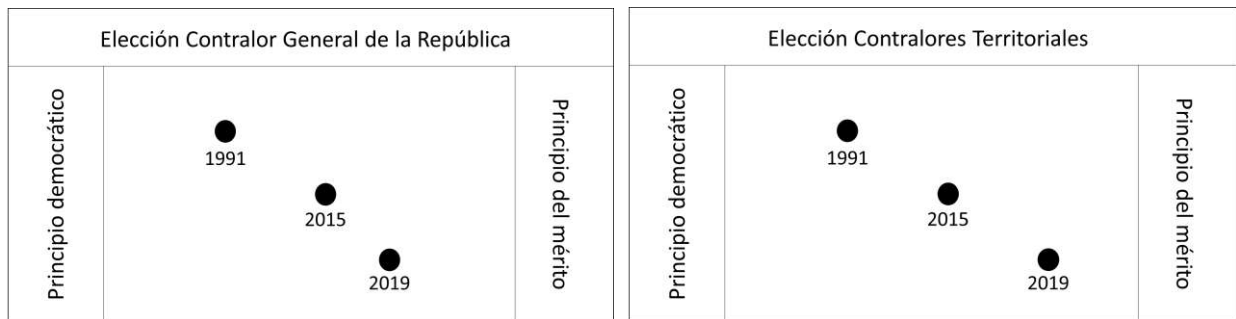 Elección Contralor General de la República
Principio democrático
1991
2015
2019
Principio del mérito
Elección Contralores Territoriales
Principio democrático
1991
2015
2019
Principio del mérito